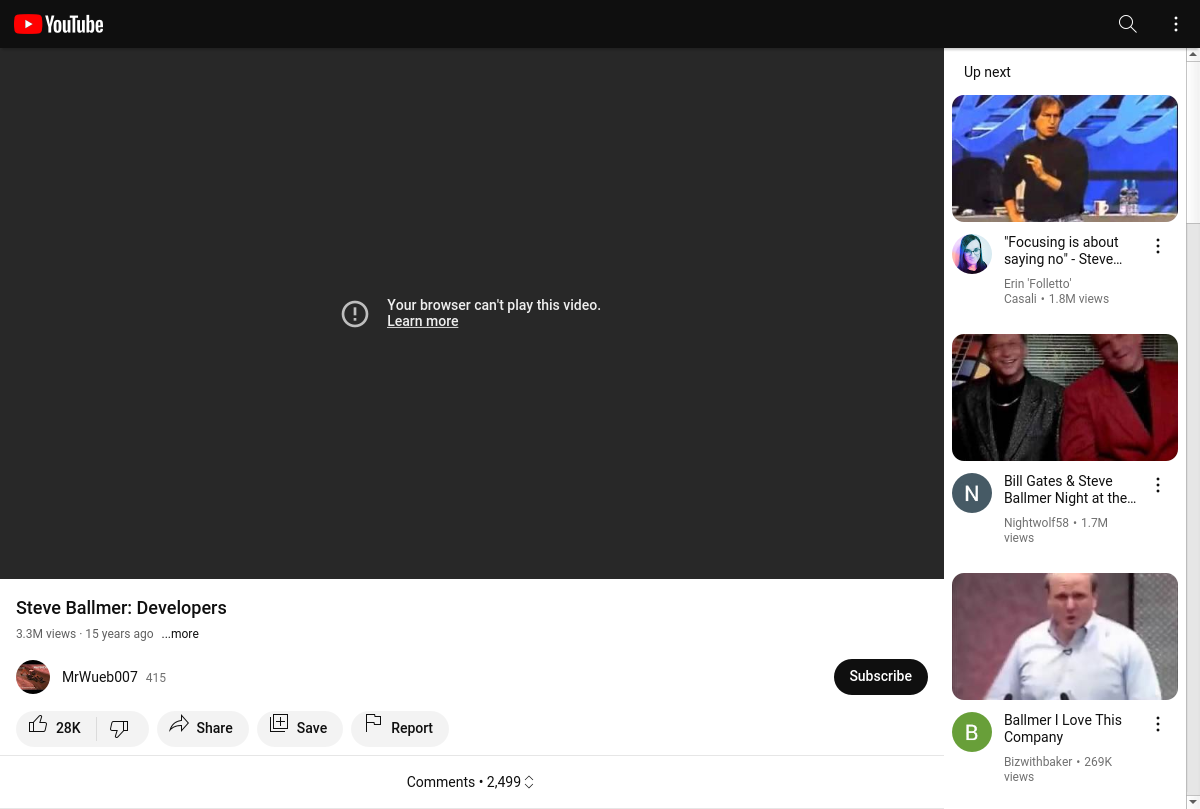 YouTube
Your browser can't play this video.
Learn more
Steve Ballmer: Developers
3.3M views · 15 years ago ...more
MrWueb007 415
Subscribe
28K
Share
Save
Report
Comments • 2,499
Up next
"Focusing is about
saying no" - Steve…
Erin 'Folletto'
Casali • 1.8M views
N
Bill Gates & Steve
Ballmer Night at the…
Nightwolf58 • 1.7M
views
B
Ballmer I Love This
Company
Bizwithbaker • 269K
views